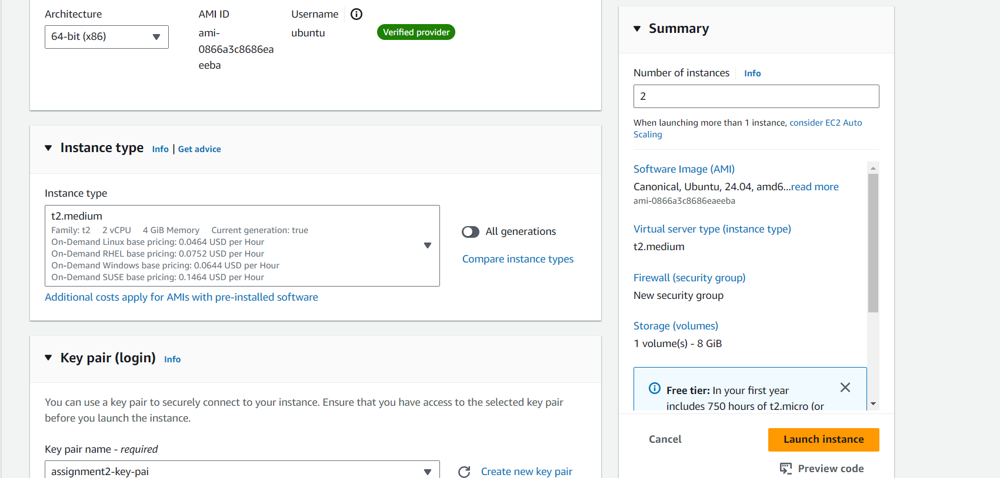 Architecture
64-bit (x86)
AMI ID
ami-
0866a3c8686ea
eeba
Username
ubuntu
Verified provider
Instance type Info | Get advice
Instance type
t2.medium
Family: t2 2 vCPU 4 GiB Memory Current generation: true
On-Demand Linux base pricing: 0.0464 USD per Hour
On-Demand RHEL base pricing: 0.0752 USD per Hour
On-Demand Windows base pricing: 0.0644 USD per Hour
On-Demand SUSE base pricing: 0.1464 USD per Hour
All generations
Compare instance types
Additional costs apply for AMIs with pre-installed software
Key pair (login) Info
You can use a key pair to securely connect to your instance. Ensure that you have access to the selected key pair
before you launch the instance.
Key pair name - required
assignment2-key-pai
Create new key pair
Summary
Number of instances Info
2
When launching more than 1 instance, consider EC2 Auto
Scaling
Software Image (AMI)
Canonical, Ubuntu, 24.04, amd6...read more
ami-0866a3c8686eaeeba
Virtual server type (instance type)
t2.medium
Firewall (security group)
New security group
Storage (volumes)
1 volume(s) - 8 GiB
Free tier: In your first year
includes 750 hours of t2.micro (or
Cancel
Launch instance
Preview code